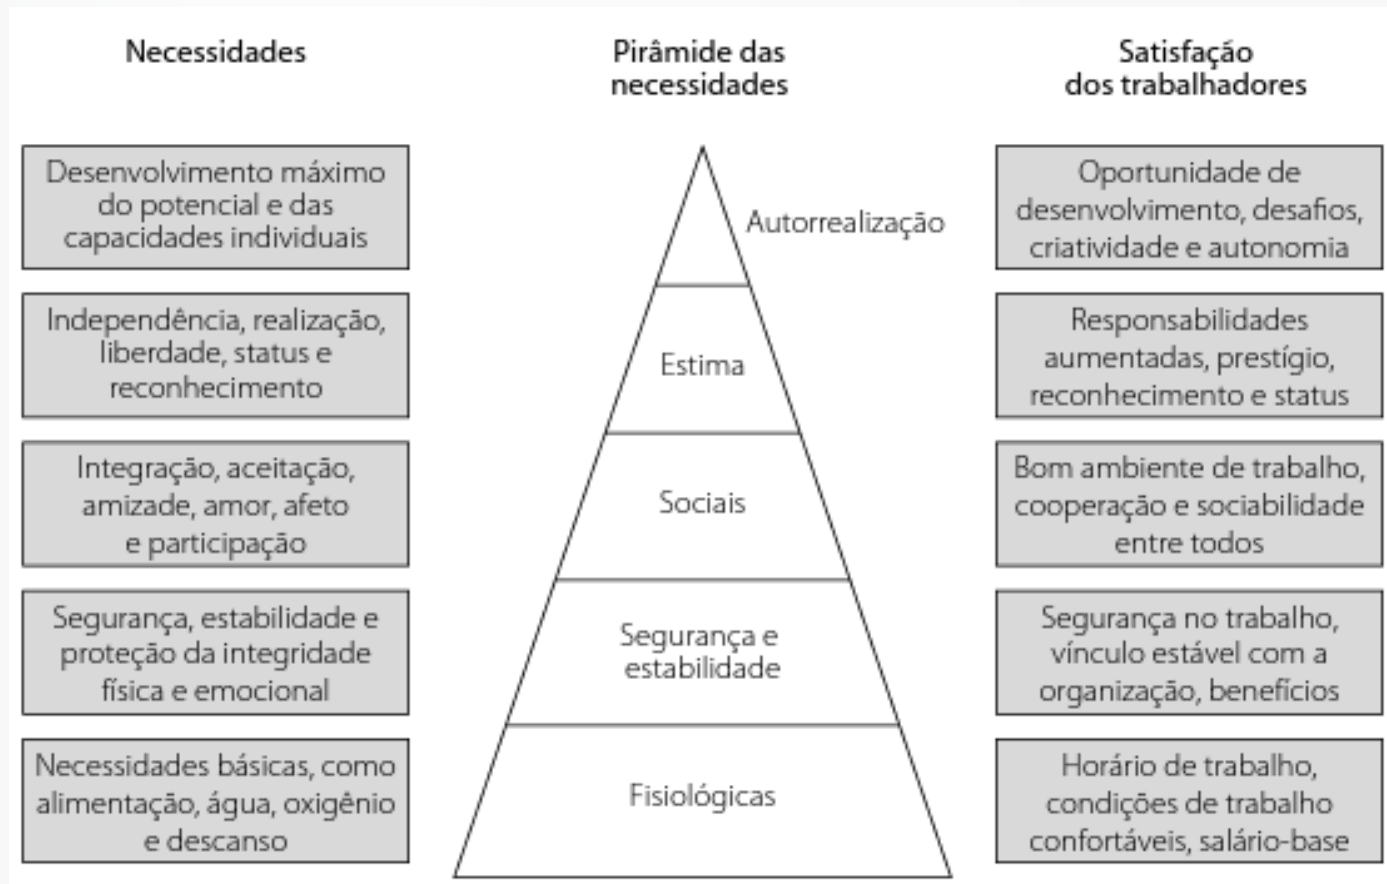 Necessidades
Pirâmide das
necessidades
Satisfação
dos trabalhadores
Desenvolvimento máximo
do potencial e das
capacidades individuais
Autorrealização
Oportunidade de
desenvolvimento, desafios,
criatividade e autonomia
Independência, realização,
liberdade, status e
reconhecimento
Estima
Responsabilidades
aumentadas, prestígio,
reconhecimento e status
Integração, aceitação,
amizade, amor, afeto
e participação
Sociais
Bom ambiente de trabalho,
cooperação e sociabilidade
entre todos
Segurança, estabilidade e
proteção da integridade
física e emocional
Segurança e
estabilidade
Segurança no trabalho,
vínculo estável com a
organização, benefícios
Necessidades básicas, como
alimentação, água, oxigênio
e descanso
Fisiológicas
Horário de trabalho,
condições de trabalho
confortáveis, salário-base